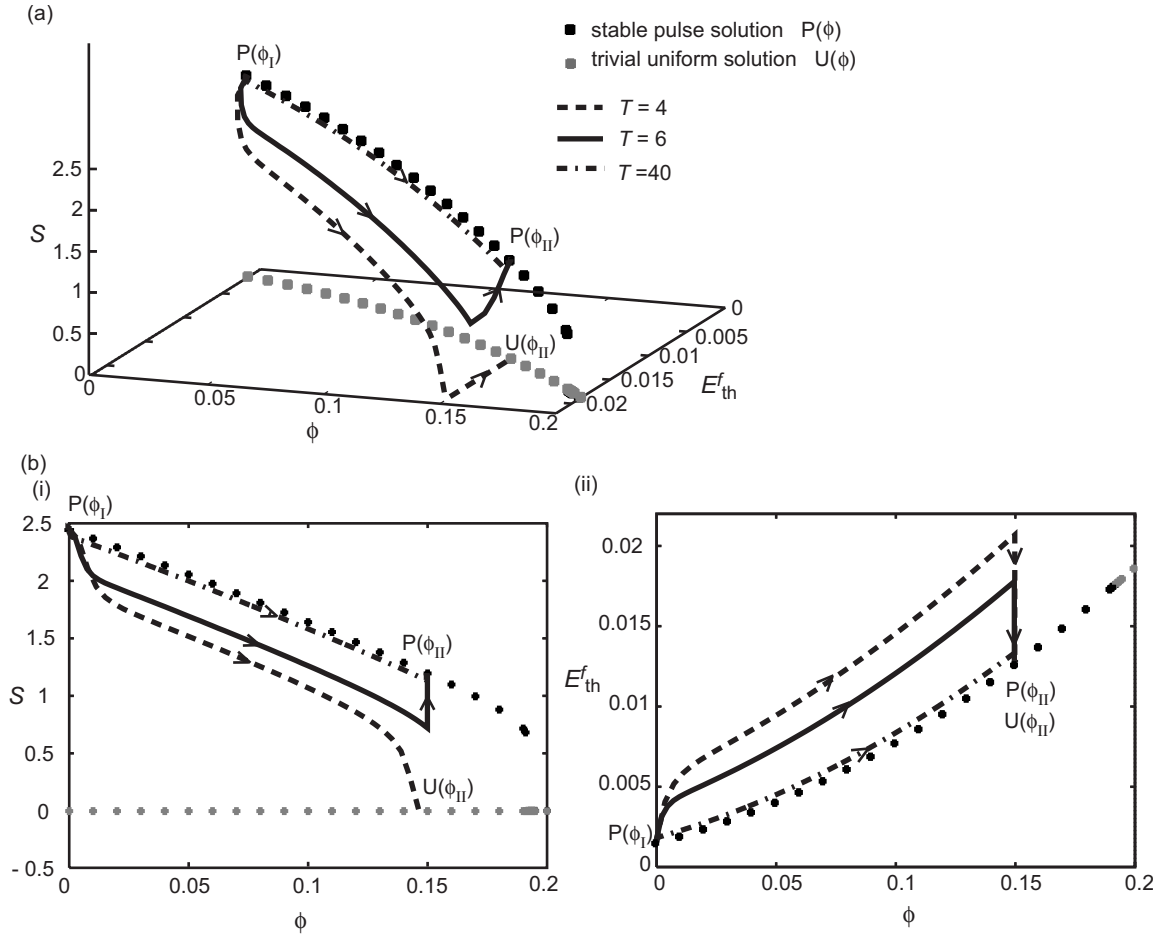 (a)
P(ϕI)
stable pulse solution P(ϕ)
trivial uniform solution U(ϕ)
T = 4
T = 6
T =40
2.5
2
1.5
1
0.5
0
S
P(ϕII)
U(ϕII)
0
0.05
0.1
0.15
0.2
ϕ
0
0.005
0.01
0.015
0.02
E^f_th
(b)
(i)
P(ϕI)
2.5
2
1.5
1
0.5
0
- 0.5
S
P(ϕII)
U(ϕII)
0
0.05
0.1
0.15
0.2
ϕ
(ii)
0.02
0.015
0.01
0.005
0
E^f_th
P(ϕI)
P(ϕII)
U(ϕII)
0
0.05
0.1
0.15
0.2
ϕ